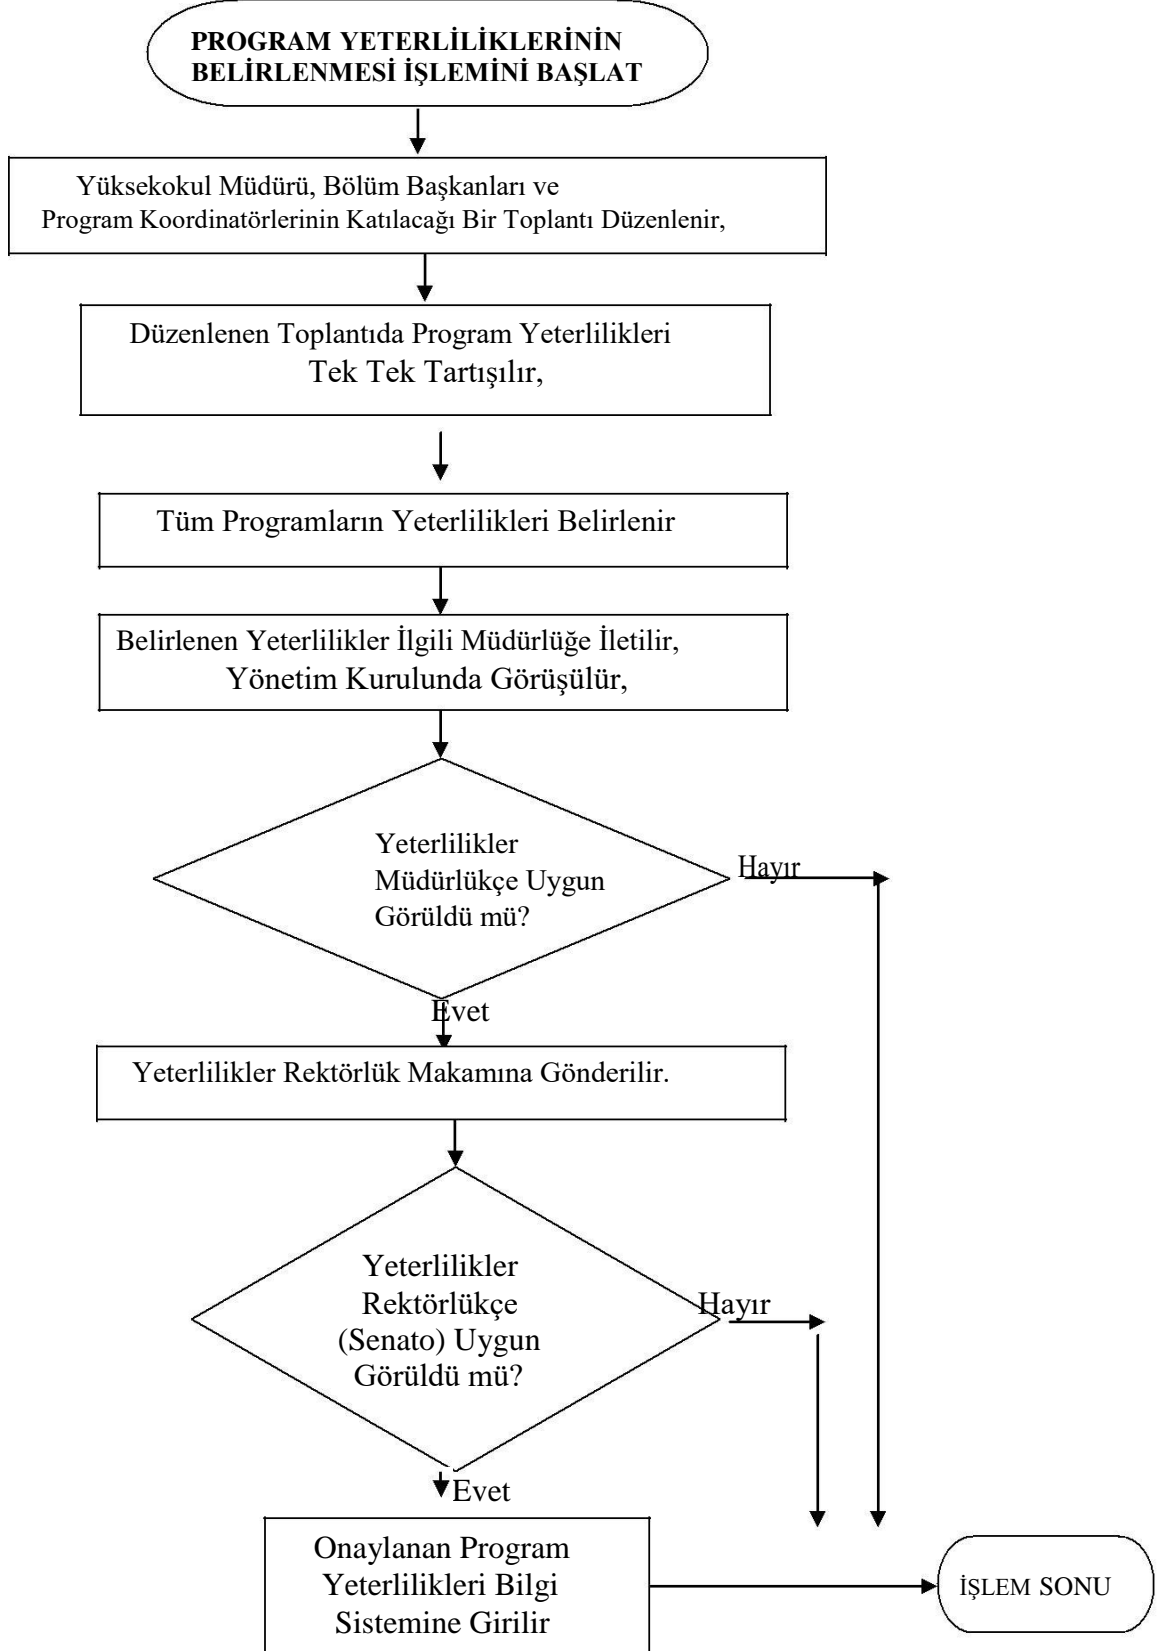 PROGRAM YETERLİLİKLERİNİN
BELİRLENMESİ İŞLEMİNİ BAŞLAT
Yüksekokul Müdürü, Bölüm Başkanları ve
Program Koordinatörlerinin Katılacağı Bir Toplantı Düzenlenir,
Düzenlenen Toplantıda Program Yeterlilikleri
Tek Tek Tartışılır,
Tüm Programların Yeterlilikleri Belirlenir
Belirlenen Yeterlilikler İlgili Müdürlüğe İletilir,
Yönetim Kurulunda Görüşülür,
Yeterlilikler
Müdürlükçe Uygun
Görüldü mü?
Hayır
Evet
Yeterlilikler Rektörlük Makamına Gönderilir.
Yeterlilikler
Rektörlükçe
(Senato) Uygun
Görüldü mü?
Hayır
Evet
Onaylanan Program
Yeterlilikleri Bilgi
Sistemine Girilir
İŞLEM SONU